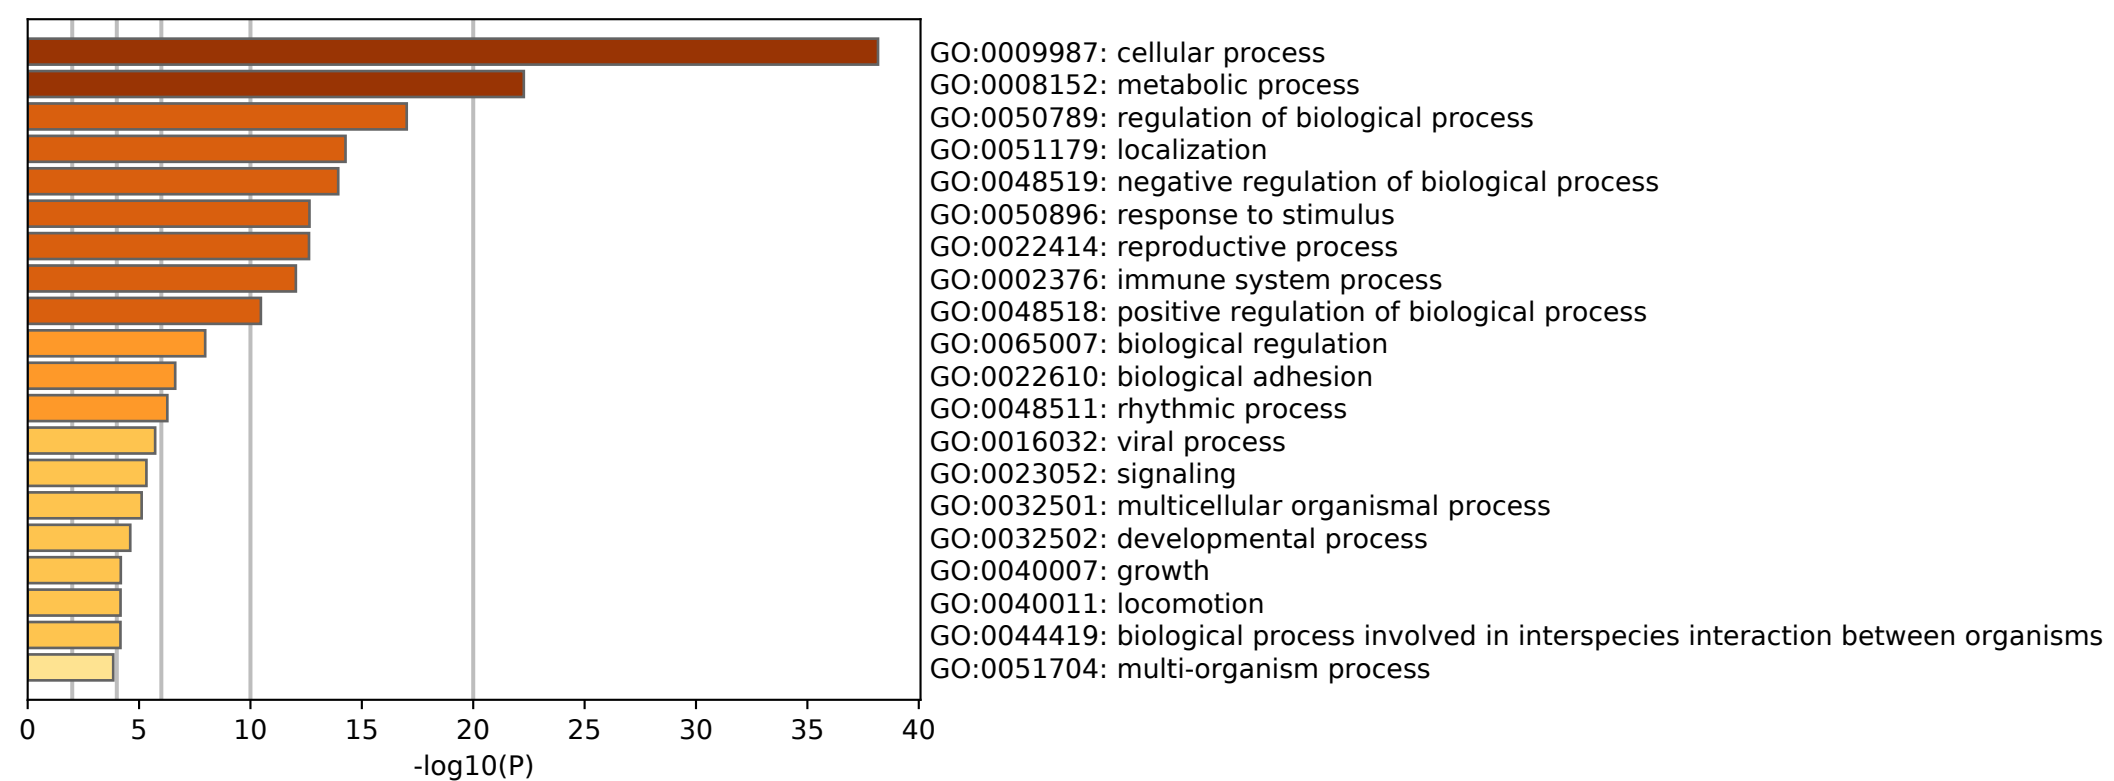 GO:0009987: cellular process
GO:0008152: metabolic process
GO:0050789: regulation of biological process
GO:0051179: localization
GO:0048519: negative regulation of biological process
GO:0050896: response to stimulus
GO:0022414: reproductive process
GO:0002376: immune system process
GO:0048518: positive regulation of biological process
GO:0065007: biological regulation
GO:0022610: biological adhesion
GO:0048511: rhythmic process
GO:0016032: viral process
GO:0023052: signaling
GO:0032501: multicellular organismal process
GO:0032502: developmental process
GO:0040007: growth
GO:0040011: locomotion
GO:0044419: biological process involved in interspecies interaction between organisms
GO:0051704: multi-organism process
0 5 10 15 20 25 30 35 40
-log10(P)